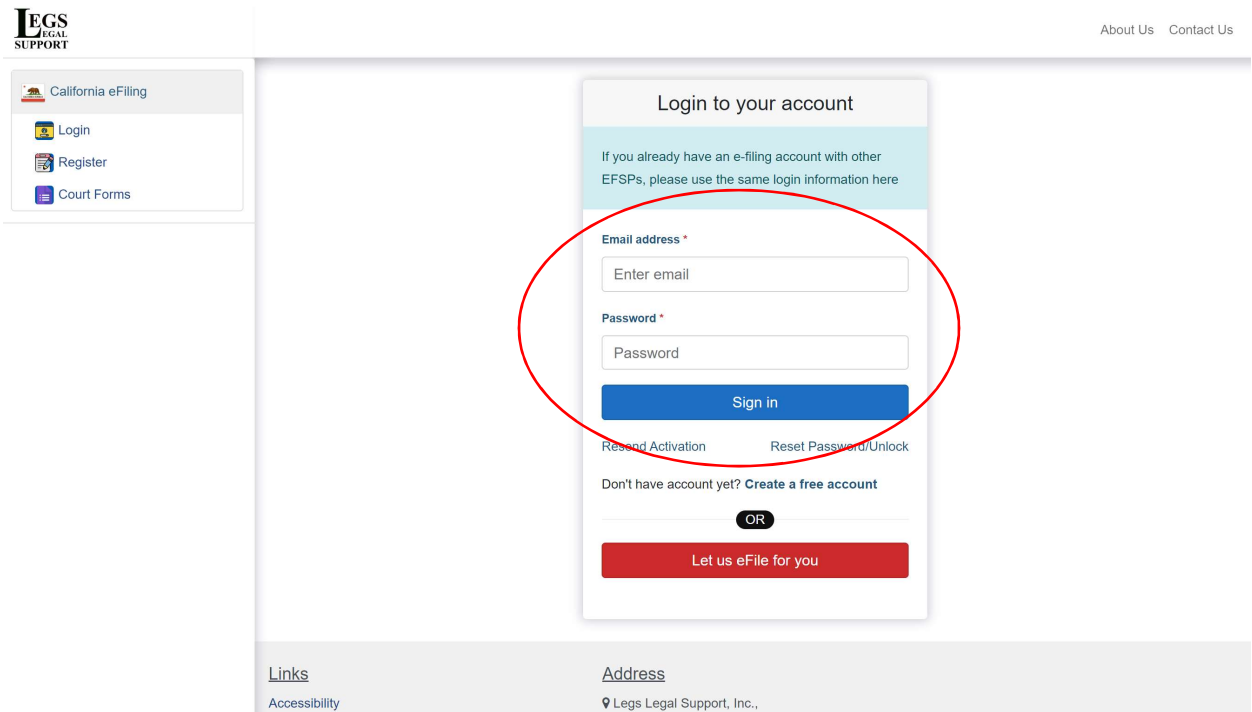 LEGS
LEGAL
SUPPORT
About Us Contact Us
California eFiling
Login
Register
Court Forms
Login to your account
If you already have an e-filing account with other
EFSPs, please use the same login information here
Email address *
Enter email
Password *
Password
Sign in
Resend Activation Reset Password/Unlock
Don't have account yet? Create a free account
OR
Let us eFile for you
Links
Accessibility
Address
Legs Legal Support, Inc.,